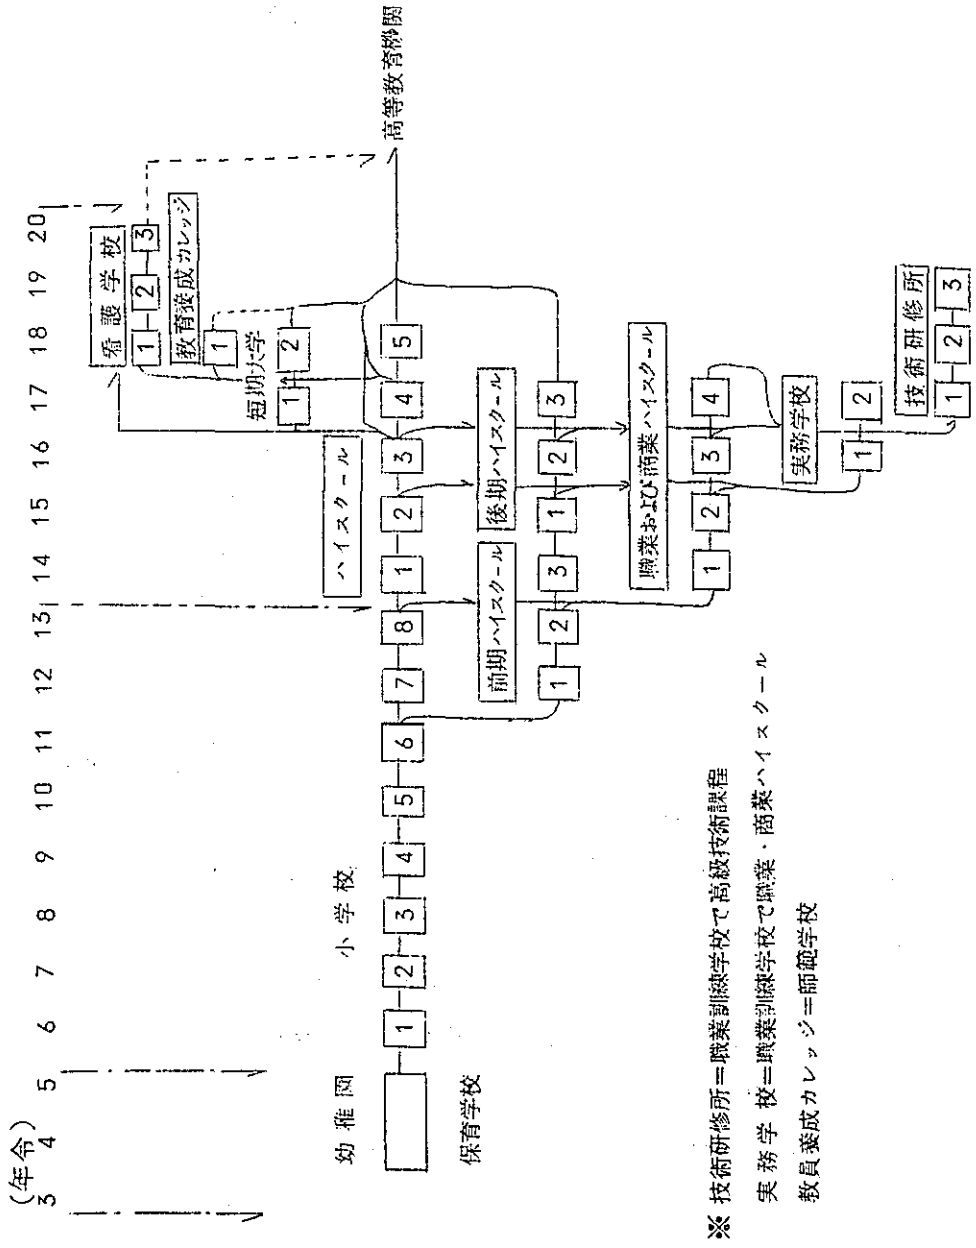 (年令)
3 4 5 6 7 8 9 10 11 12 13 14 15 16 17 18 19 20
看護学校
1 2 3
教育養成カレッジ
1
短期大学
1 2
幼稚園
小学校
ハイスクール
1 2 3 4 5 6 7 8 1 2 3 4 5
高等教育機関
保育学校
前期ハイスクール
後期ハイスクール
1 2 3 1 2 3
職業および商業ハイスクール
1 2 3 4
実務学校
1 2
技術研修所
1 2 3
※ 技術研修所=職業訓練学校で高級技術課程
実務学校=職業訓練学校で職業・商業ハイスクール
教員養成カレッジ=師範学校